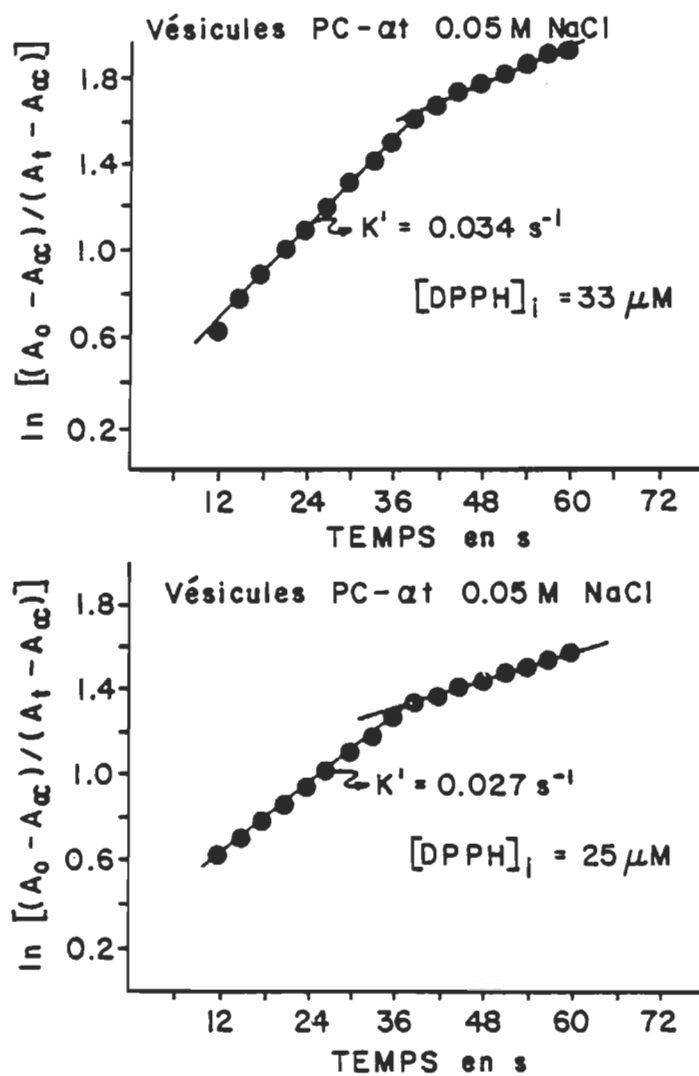 Vésicules PC-αt 0.05 M NaCl
ln [(A₀ - A∝)/(A_t - A∝)]
1.8
1.4
1.0
0.6
0.2
K' = 0.034 s⁻¹
[DPPH]ᵢ = 33 μM
12 24 36 48 60 72
TEMPS en s
Vésicules PC-αt 0.05 M NaCl
ln [(A₀ - A∝)/(A_t - A∝)]
1.8
1.4
1.0
0.6
0.2
K' = 0.027 s⁻¹
[DPPH]ᵢ = 25 μM
12 24 36 48 60 72
TEMPS en s